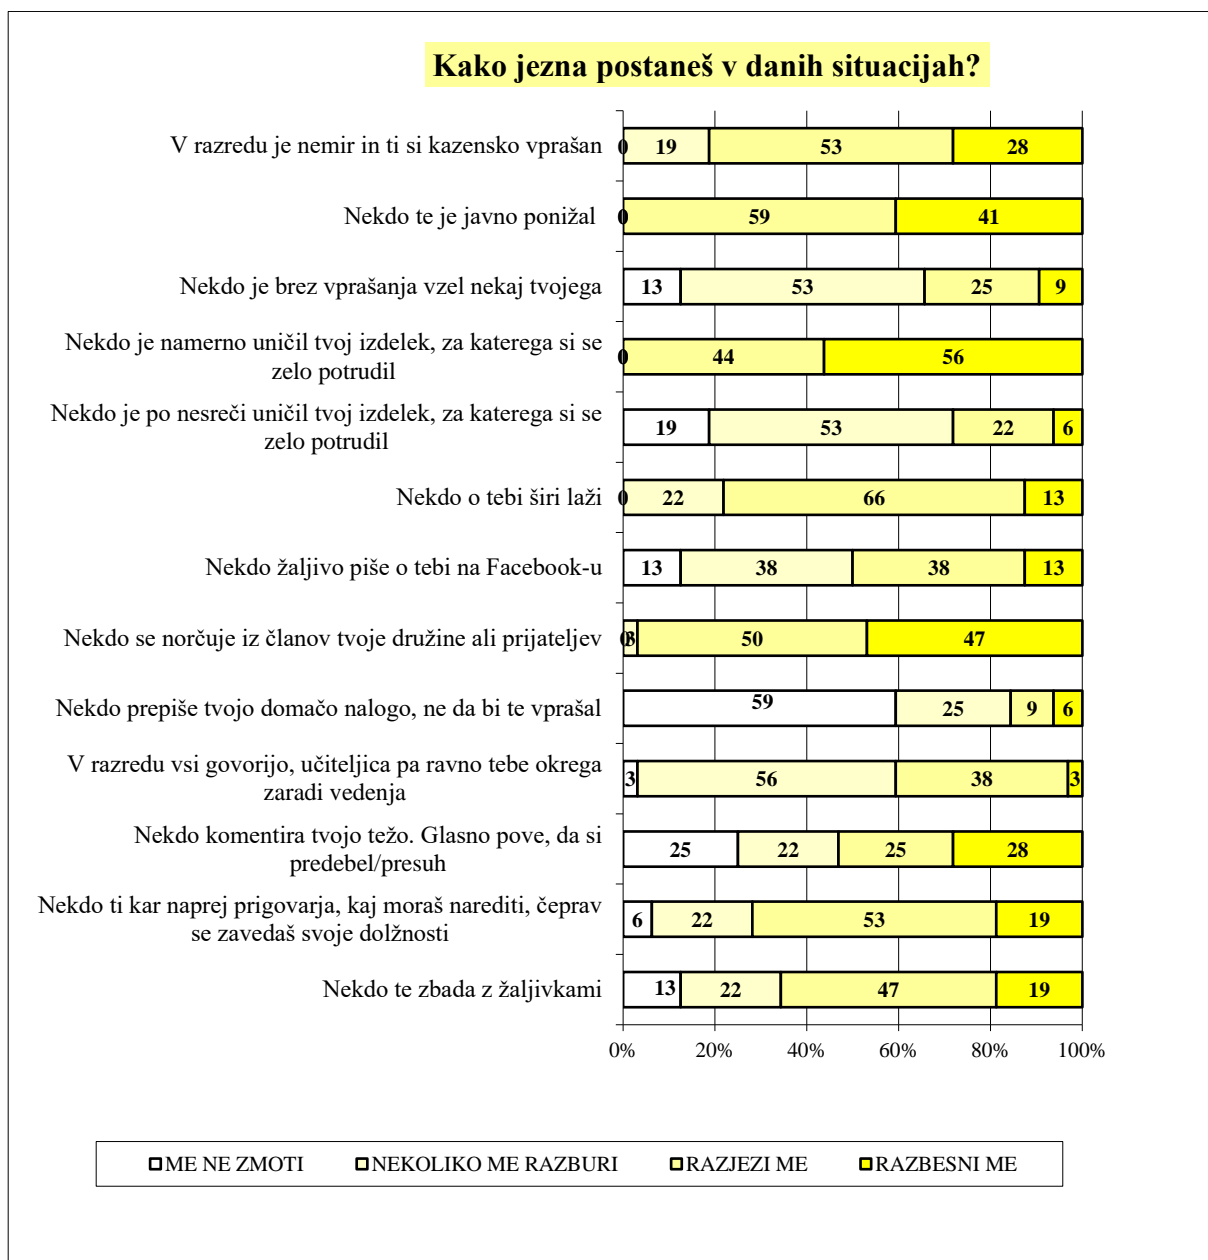 Kako jezna postaneš v danih situacijah?
V razredu je nemir in ti si kazensko vprašan
0 19 53 28
Nekdo te je javno ponižal
0 59 41
Nekdo je brez vprašanja vzel nekaj tvojega
13 53 25 9
Nekdo je namerno uničil tvoj izdelek, za katerega si se
zelo potrudil
0 44 56
Nekdo je po nesreči uničil tvoj izdelek, za katerega si se
zelo potrudil
19 53 22 6
Nekdo o tebi širi laži
0 22 66 13
Nekdo žaljivo piše o tebi na Facebook-u
13 38 38 13
Nekdo se norčuje iz članov tvoje družine ali prijateljev
0 3 50 47
Nekdo prepiše tvojo domačo nalogo, ne da bi te vprašal
59 25 9 6
V razredu vsi govorijo, učiteljica pa ravno tebe okrega
zaradi vedenja
3 56 38 3
Nekdo komentira tvojo težo. Glasno pove, da si
predebel/presuh
25 22 25 28
Nekdo ti kar naprej prigovarja, kaj moraš narediti, čeprav
se zavedaš svoje dolžnosti
6 22 53 19
Nekdo te zbada z žaljivkami
13 22 47 19
0% 20% 40% 60% 80% 100%
ME NE ZMOTI NEKOLIKO ME RAZBURI RAZJEZI ME RAZBESNI ME